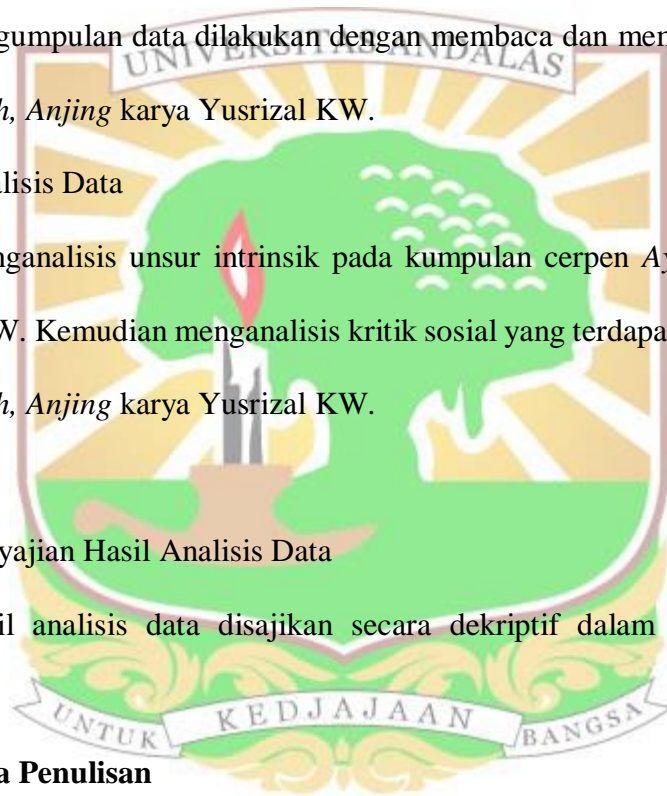 gumpulan data dilakukan dengan membaca dan men
UNIVERSITAS ANDALAS
h, Anjing karya Yusrizal KW.
alisis Data
nganalisis unsur intrinsik pada kumpulan cerpen Ay
W. Kemudian menganalisis kritik sosial yang terdapa
h, Anjing karya Yusrizal KW.
yajian Hasil Analisis Data
il analisis data disajikan secara dekriptif dalam
UNTUK KEDJAJAAN BANGSA
a Penulisan